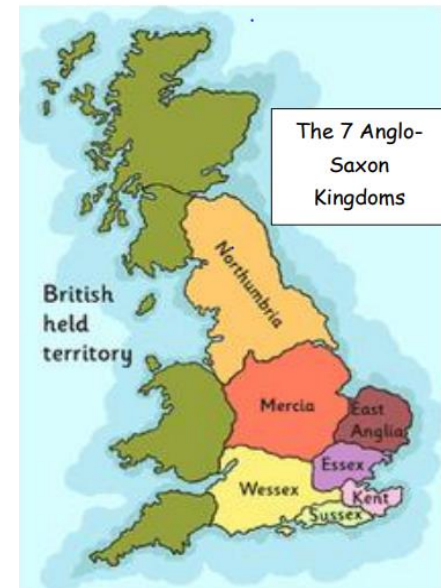 The 7 Anglo-
Saxon
Kingdoms
Northumbria
British
held
territory
Mercia
East
Anglia
Essex
Wessex
Kent
Sussex